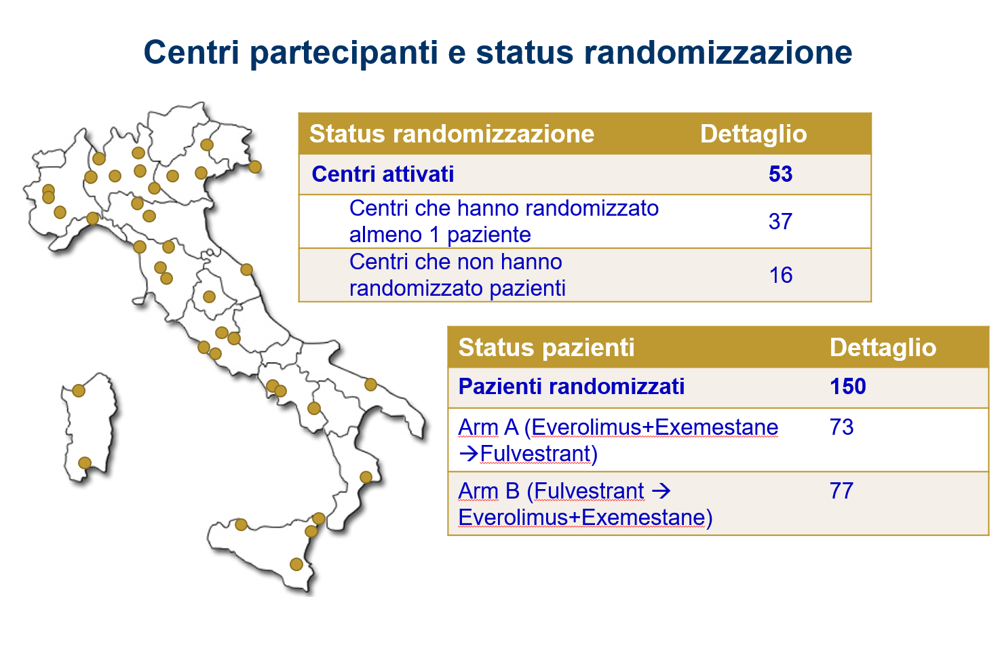 Centri partecipanti e status randomizzazione
Status randomizzazione Dettaglio
Centri attivati 53
Centri che hanno randomizzato
almeno 1 paziente 37
Centri che non hanno
randomizzato pazienti 16
Status pazienti Dettaglio
Pazienti randomizzati 150
Arm A (Everolimus+Exemestane 73
→Fulvestrant)
Arm B (Fulvestrant → 77
Everolimus+Exemestane)